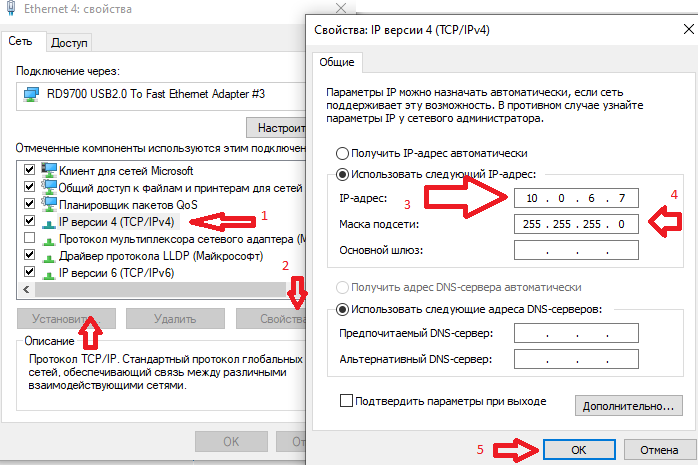 Ethernet 4: свойства
Сеть
Доступ
Подключение через:
RD9700 USB2.0 To Fast Ethernet Adapter #3
Настроит
Отмеченные компоненты используются этим подключен
Клиент для сетей Microsoft
Общий доступ к файлам и принтерам для сетей
Планировщик пакетов QoS
IP версии 4 (TCP/IPv4)
1
Протокол мультиплексора сетевого адаптера (М
Драйвер протокола LLDP (Майкрософт)
IP версии 6 (TCP/IPv6)
2
Установить...
Удалить
Свойства
Описание
Протокол TCP/IP. Стандартный протокол глобальных
сетей, обеспечивающий связь между различными
взаимодействующими сетями.
OK
От
Свойства: IP версии 4 (TCP/IPv4)
Общие
Параметры IP можно назначать автоматически, если сеть
поддерживает эту возможность. В противном случае узнайте
параметры IP у сетевого администратора.
Получить IP-адрес автоматически
Использовать следующий IP-адрес:
IP-адрес:
3
10 . 0 . 6 . 7
4
Маска подсети:
255 . 255 . 255 . 0
Основной шлюз:
. . .
Получить адрес DNS-сервера автоматически
Использовать следующие адреса DNS-серверов:
Предпочитаемый DNS-сервер:
. . .
Альтернативный DNS-сервер:
. . .
Подтвердить параметры при выходе
Дополнительно...
5
OK
Отмена